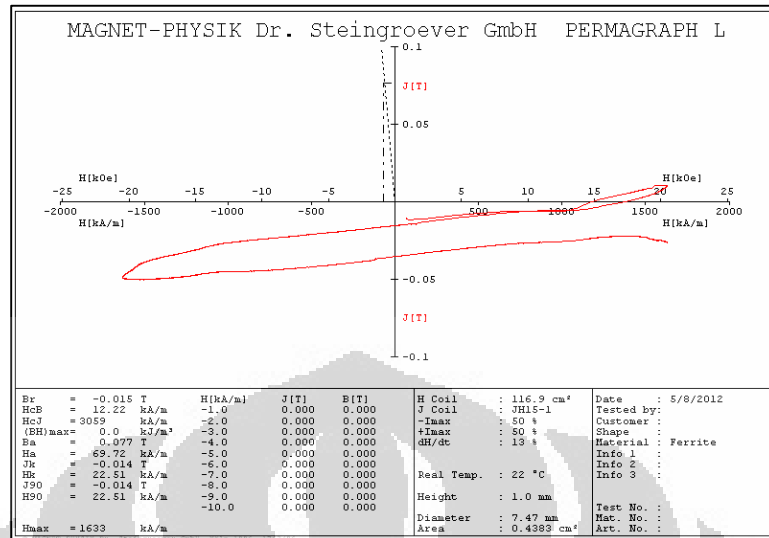 MAGNET-PHYSIK Dr. Steingroever GmbH PERMAGRAPH L
0.1
J[T]
0.05
H[kOe] H[kOe]
-25 -20 -15 -10 -5 5 10 15 20 25
-2000 -1500 -1000 -500 500 1000 1500 2000
H[kA/m] H[kA/m]
-0.05
J[T]
-0.1
Br = -0.015 T H[kA/m] J[T] B[T] H Coil : 116.9 cm² Date : 5/8/2012
HcB = 12.22 kA/m -1.0 0.000 0.000 J Coil : JH15-1 Tested by:
HcJ = 3059 kA/m -2.0 0.000 0.000 -Imax : 50 % Customer :
(BH)max= 0.0 kJ/m³ -3.0 0.000 0.000 +Imax : 50 % Shape :
Ba = 0.077 T -4.0 0.000 0.000 dH/dt : 13 % Material : Ferrite
Ha = 69.72 kA/m -5.0 0.000 0.000 Info 1 :
Jk = -0.014 T -6.0 0.000 0.000 Info 2 :
Hk = 22.51 kA/m -7.0 0.000 0.000 Real Temp. : 22 °C Info 3 :
J90 = -0.014 T -8.0 0.000 0.000
H90 = 22.51 kA/m -9.0 0.000 0.000 Height : 1.0 mm
-10.0 0.000 0.000 Test No. :
Diameter : 7.47 mm Mat. No. :
Hmax = 1633 kA/m Area : 0.4383 cm² Art. No. :